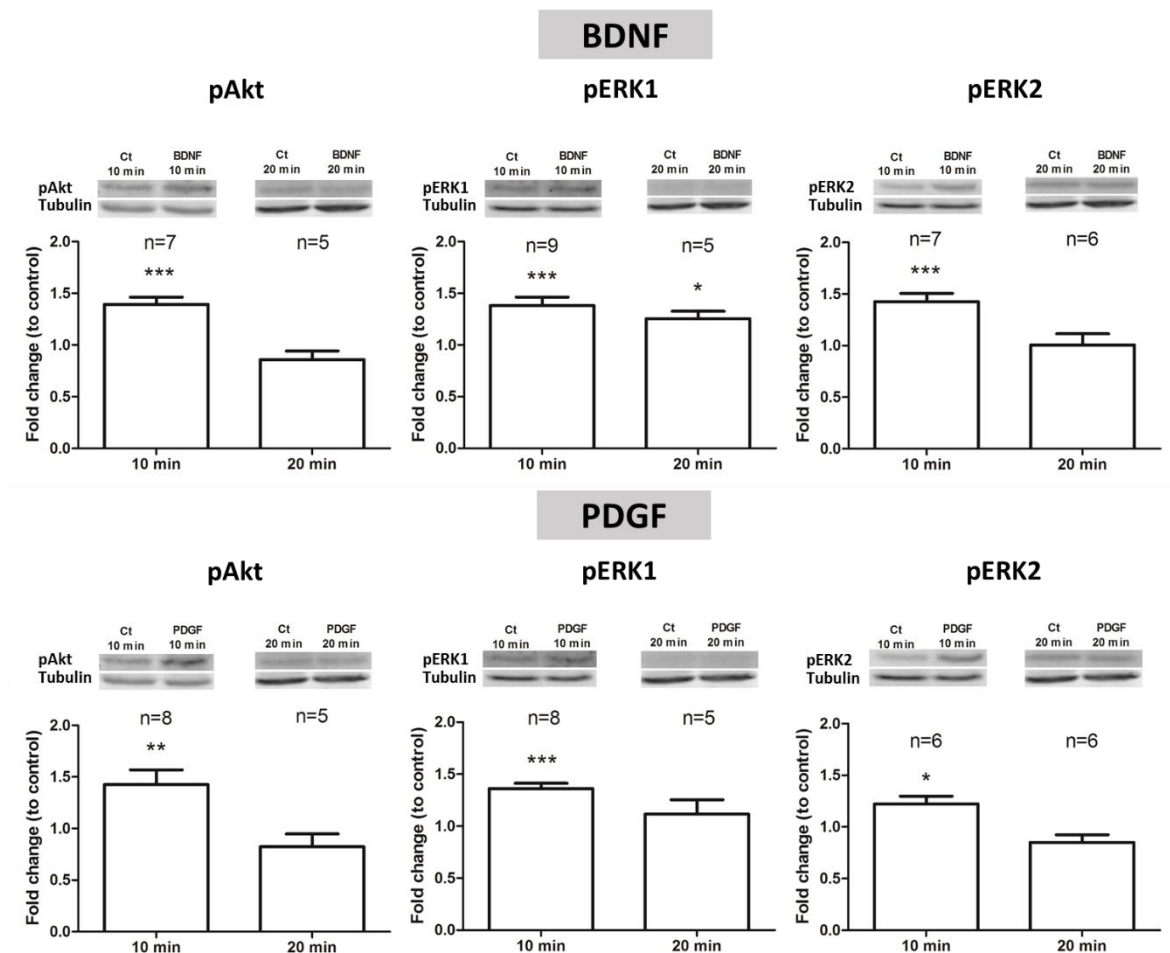 BDNF
pAkt pERK1 pERK2
Ct BDNF Ct BDNF Ct BDNF Ct BDNF Ct BDNF Ct BDNF
10 min 10 min 20 min 20 min 10 min 10 min 20 min 20 min 10 min 10 min 20 min 20 min
pAkt pERK1 pERK2
Tubulin Tubulin Tubulin
Fold change (to control)
2.0
1.5
1.0
0.5
0.0
n=7 n=5
***
10 min 20 min
Fold change (to control)
2.0
1.5
1.0
0.5
0.0
n=9 n=5
***
*
10 min 20 min
Fold change (to control)
2.0
1.5
1.0
0.5
0.0
n=7 n=6
***
10 min 20 min
PDGF
pAkt pERK1 pERK2
Ct PDGF Ct PDGF Ct PDGF Ct PDGF Ct PDGF Ct PDGF
10 min 10 min 20 min 20 min 10 min 10 min 20 min 20 min 10 min 10 min 20 min 20 min
pAkt pERK1 pERK2
Tubulin Tubulin Tubulin
Fold change (to control)
2.0
1.5
1.0
0.5
0.0
n=8 n=5
**
10 min 20 min
Fold change (to control)
2.0
1.5
1.0
0.5
0.0
n=8 n=5
***
10 min 20 min
Fold change (to control)
2.0
1.5
1.0
0.5
0.0
n=6 n=6
*
10 min 20 min